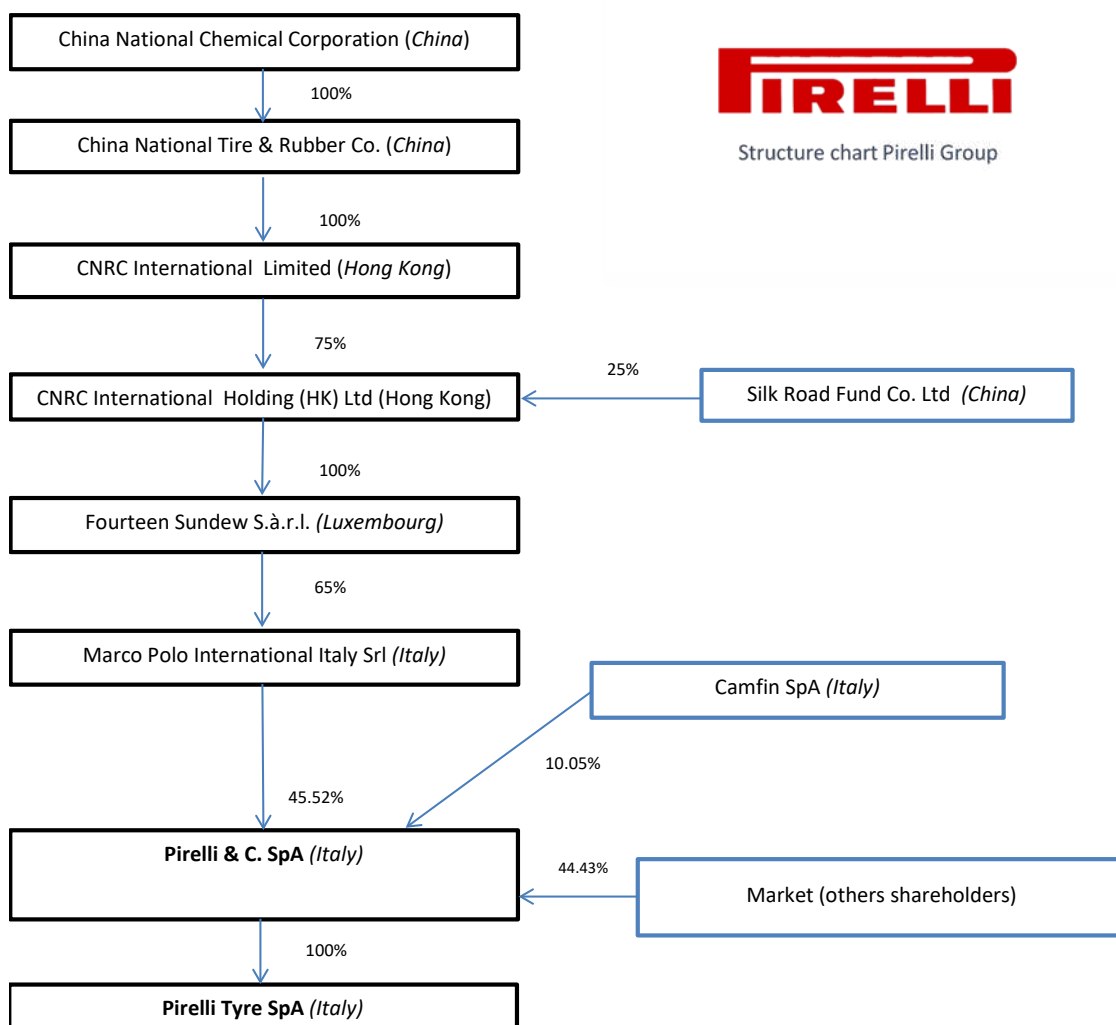 China National Chemical Corporation (China)
PIRELLI
Structure chart Pirelli Group
100%
China National Tire & Rubber Co. (China)
100%
CNRC International  Limited (Hong Kong)
75%
25%
CNRC International  Holding (HK) Ltd (Hong Kong)
Silk Road Fund Co. Ltd  (China)
100%
Fourteen Sundew S.à.r.l. (Luxembourg)
65%
Marco Polo International Italy Srl (Italy)
Camfin SpA (Italy)
10.05%
45.52%
Pirelli & C. SpA (Italy)
44.43%
Market (others shareholders)
100%
Pirelli Tyre SpA (Italy)